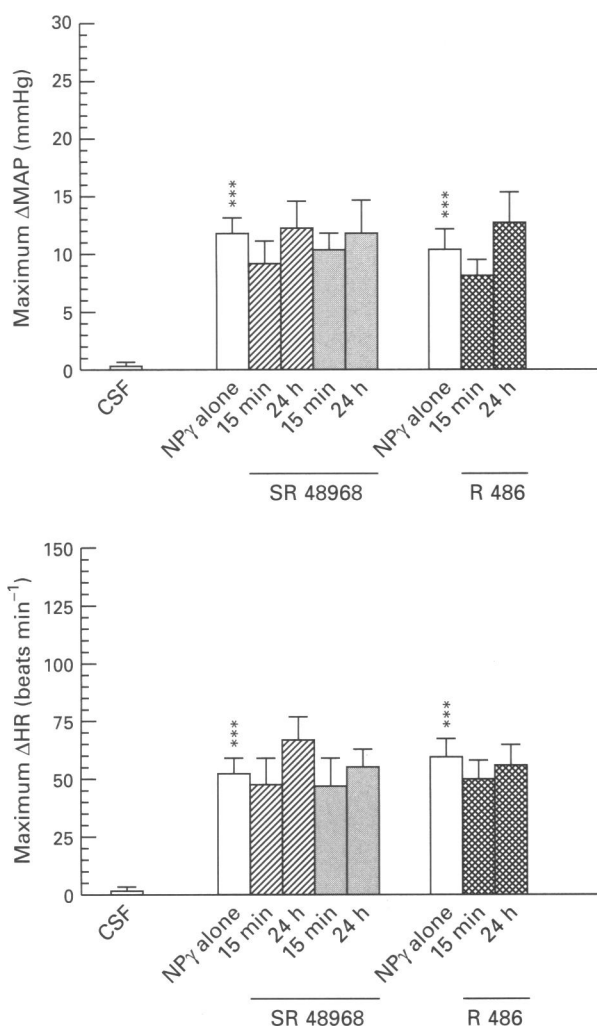 Maximum ΔMAP (mmHg)
30
25
20
15
10
5
0
***
***
CSF
NPγ alone
15 min
24 h
15 min
24 h
NPγ alone
15 min
24 h
SR 48968
R 486
Maximum ΔHR (beats min⁻¹)
150
125
100
75
50
25
0
***
***
CSF
NPγ alone
15 min
24 h
15 min
24 h
NPγ alone
15 min
24 h
SR 48968
R 486